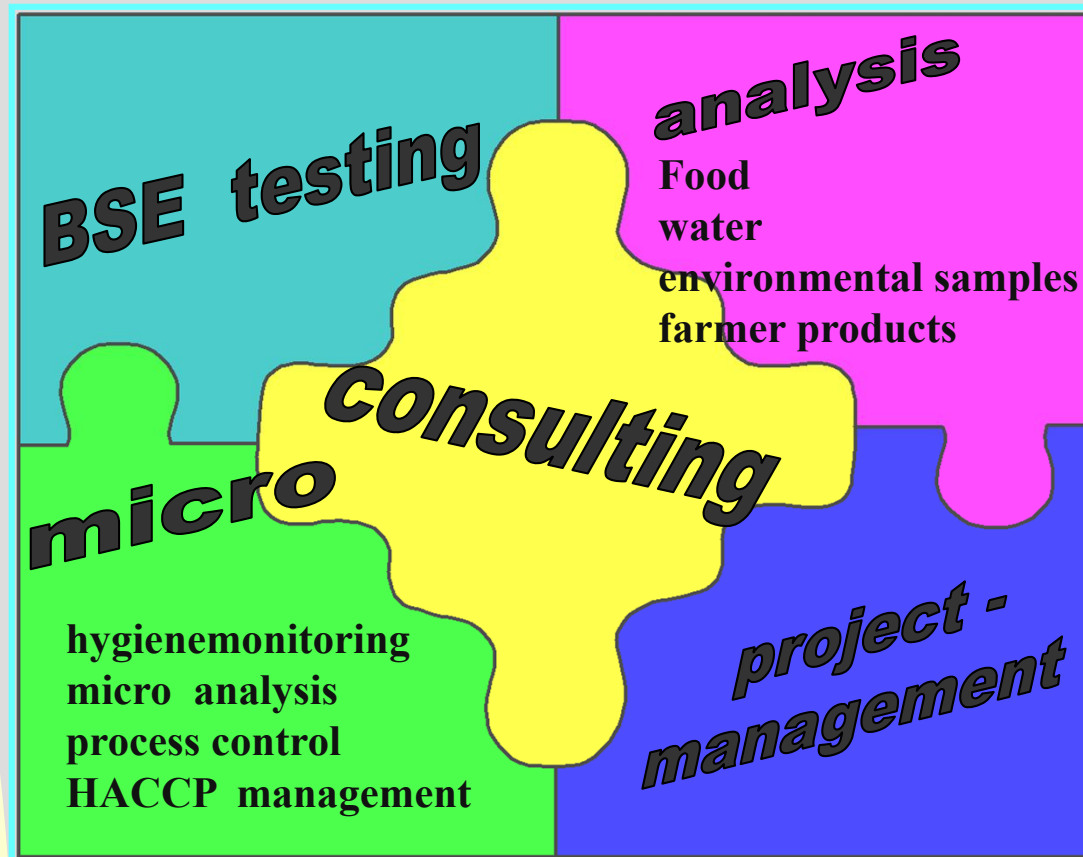 BSE testing
analysis
Food
water
environmental samples
farmer products
consulting
micro
hygienemonitoring
micro analysis
process control
HACCP management
project -
management